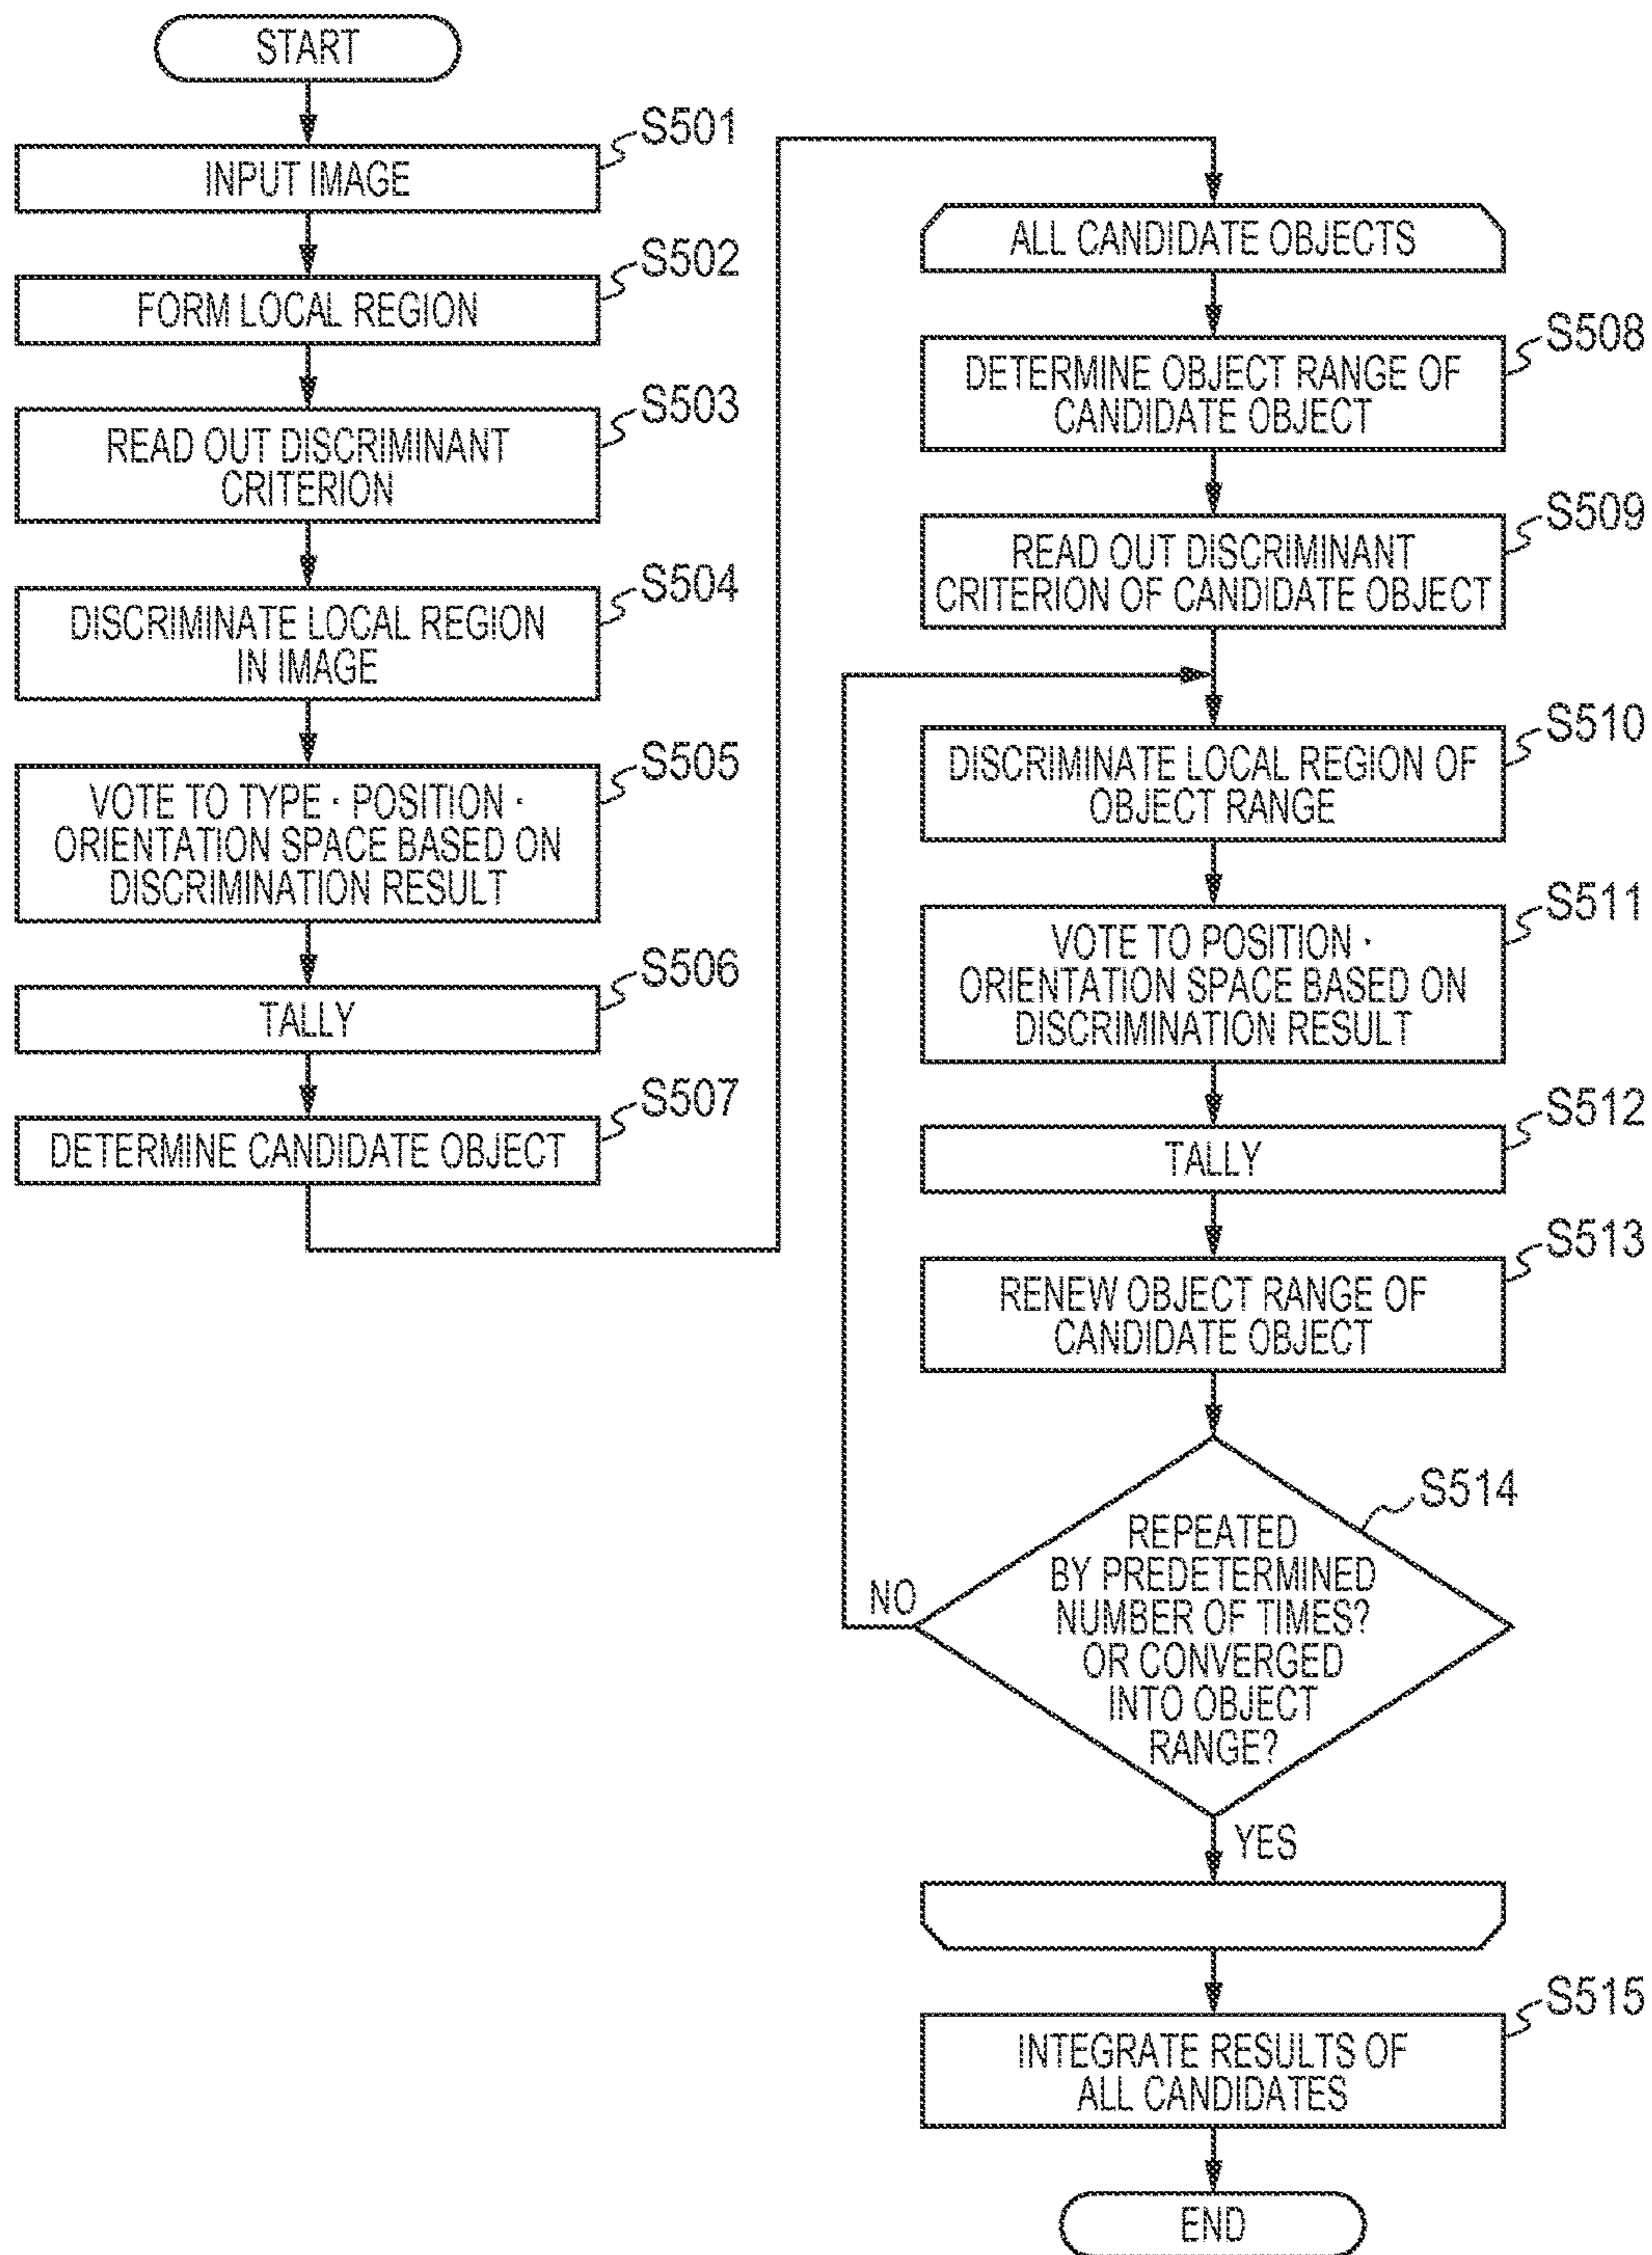 START
S501
INPUT IMAGE
S502
FORM LOCAL REGION
S503
READ OUT DISCRIMINANT
CRITERION
S504
DISCRIMINATE LOCAL REGION
IN IMAGE
S505
VOTE TO TYPE · POSITION ·
ORIENTATION SPACE BASED ON
DISCRIMINATION RESULT
S506
TALLY
S507
DETERMINE CANDIDATE OBJECT
ALL CANDIDATE OBJECTS
S508
DETERMINE OBJECT RANGE OF
CANDIDATE OBJECT
S509
READ OUT DISCRIMINANT
CRITERION OF CANDIDATE OBJECT
S510
DISCRIMINATE LOCAL REGION OF
OBJECT RANGE
S511
VOTE TO POSITION ·
ORIENTATION SPACE BASED ON
DISCRIMINATION RESULT
S512
TALLY
S513
RENEW OBJECT RANGE OF
CANDIDATE OBJECT
S514
REPEATED
BY PREDETERMINED
NUMBER OF TIMES?
OR CONVERGED
INTO OBJECT
RANGE?
NO
YES
S515
INTEGRATE RESULTS OF
ALL CANDIDATES
END